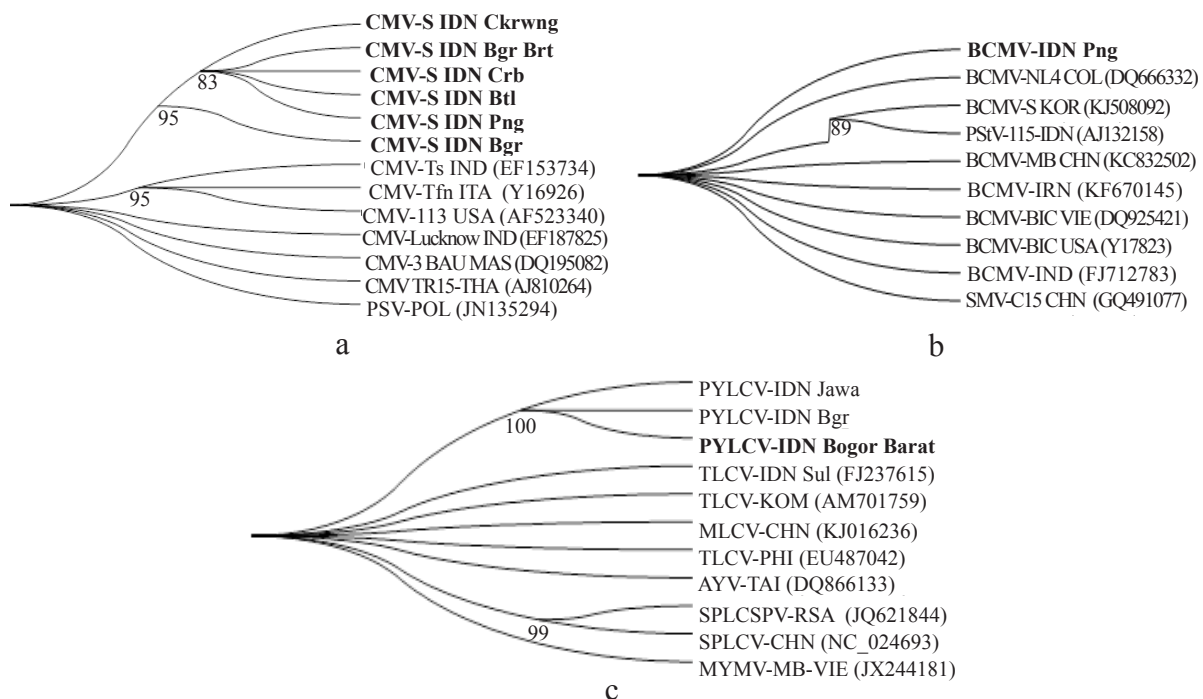 CMV-S IDN Ckrwng
CMV-S IDN Bgr Brt
CMV-S IDN Crb
CMV-S IDN Btl
CMV-S IDN Png
CMV-S IDN Bgr
CMV-Ts IND (EF153734)
CMV-Tfn ITA (Y16926)
CMV-113 USA (AF523340)
CMV-Lucknow IND (EF187825)
CMV-3 BAU MAS (DQ195082)
CMV TR15-THA (AJ810264)
PSV-POL (JN135294)
83
95
95
a
BCMV-IDN Png
BCMV-NL4 COL (DQ666332)
BCMV-S KOR (KJ508092)
PStV-115-IDN (AJ132158)
BCMV-MB CHN (KC832502)
BCMV-IRN (KF670145)
BCMV-BIC VIE (DQ925421)
BCMV-BIC USA (Y17823)
BCMV-IND (FJ712783)
SMV-C15 CHN (GQ491077)
89
b
PYLCV-IDN Jawa
PYLCV-IDN Bgr
PYLCV-IDN Bogor Barat
TLCV-IDN Sul (FJ237615)
TLCV-KOM (AM701759)
MLCV-CHN (KJ016236)
TLCV-PHI (EU487042)
AYV-TAI (DQ866133)
SPLCSPV-RSA (JQ621844)
SPLCV-CHN (NC_024693)
MYMV-MB-VIE (JX244181)
100
99
c